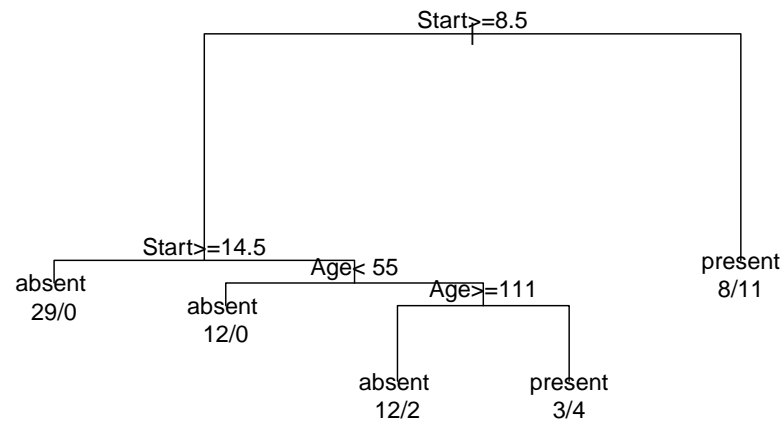 Start>=8.5
Start>=14.5
absent
29/0
Age< 55
absent
12/0
Age>=111
absent
12/2
present
3/4
present
8/11